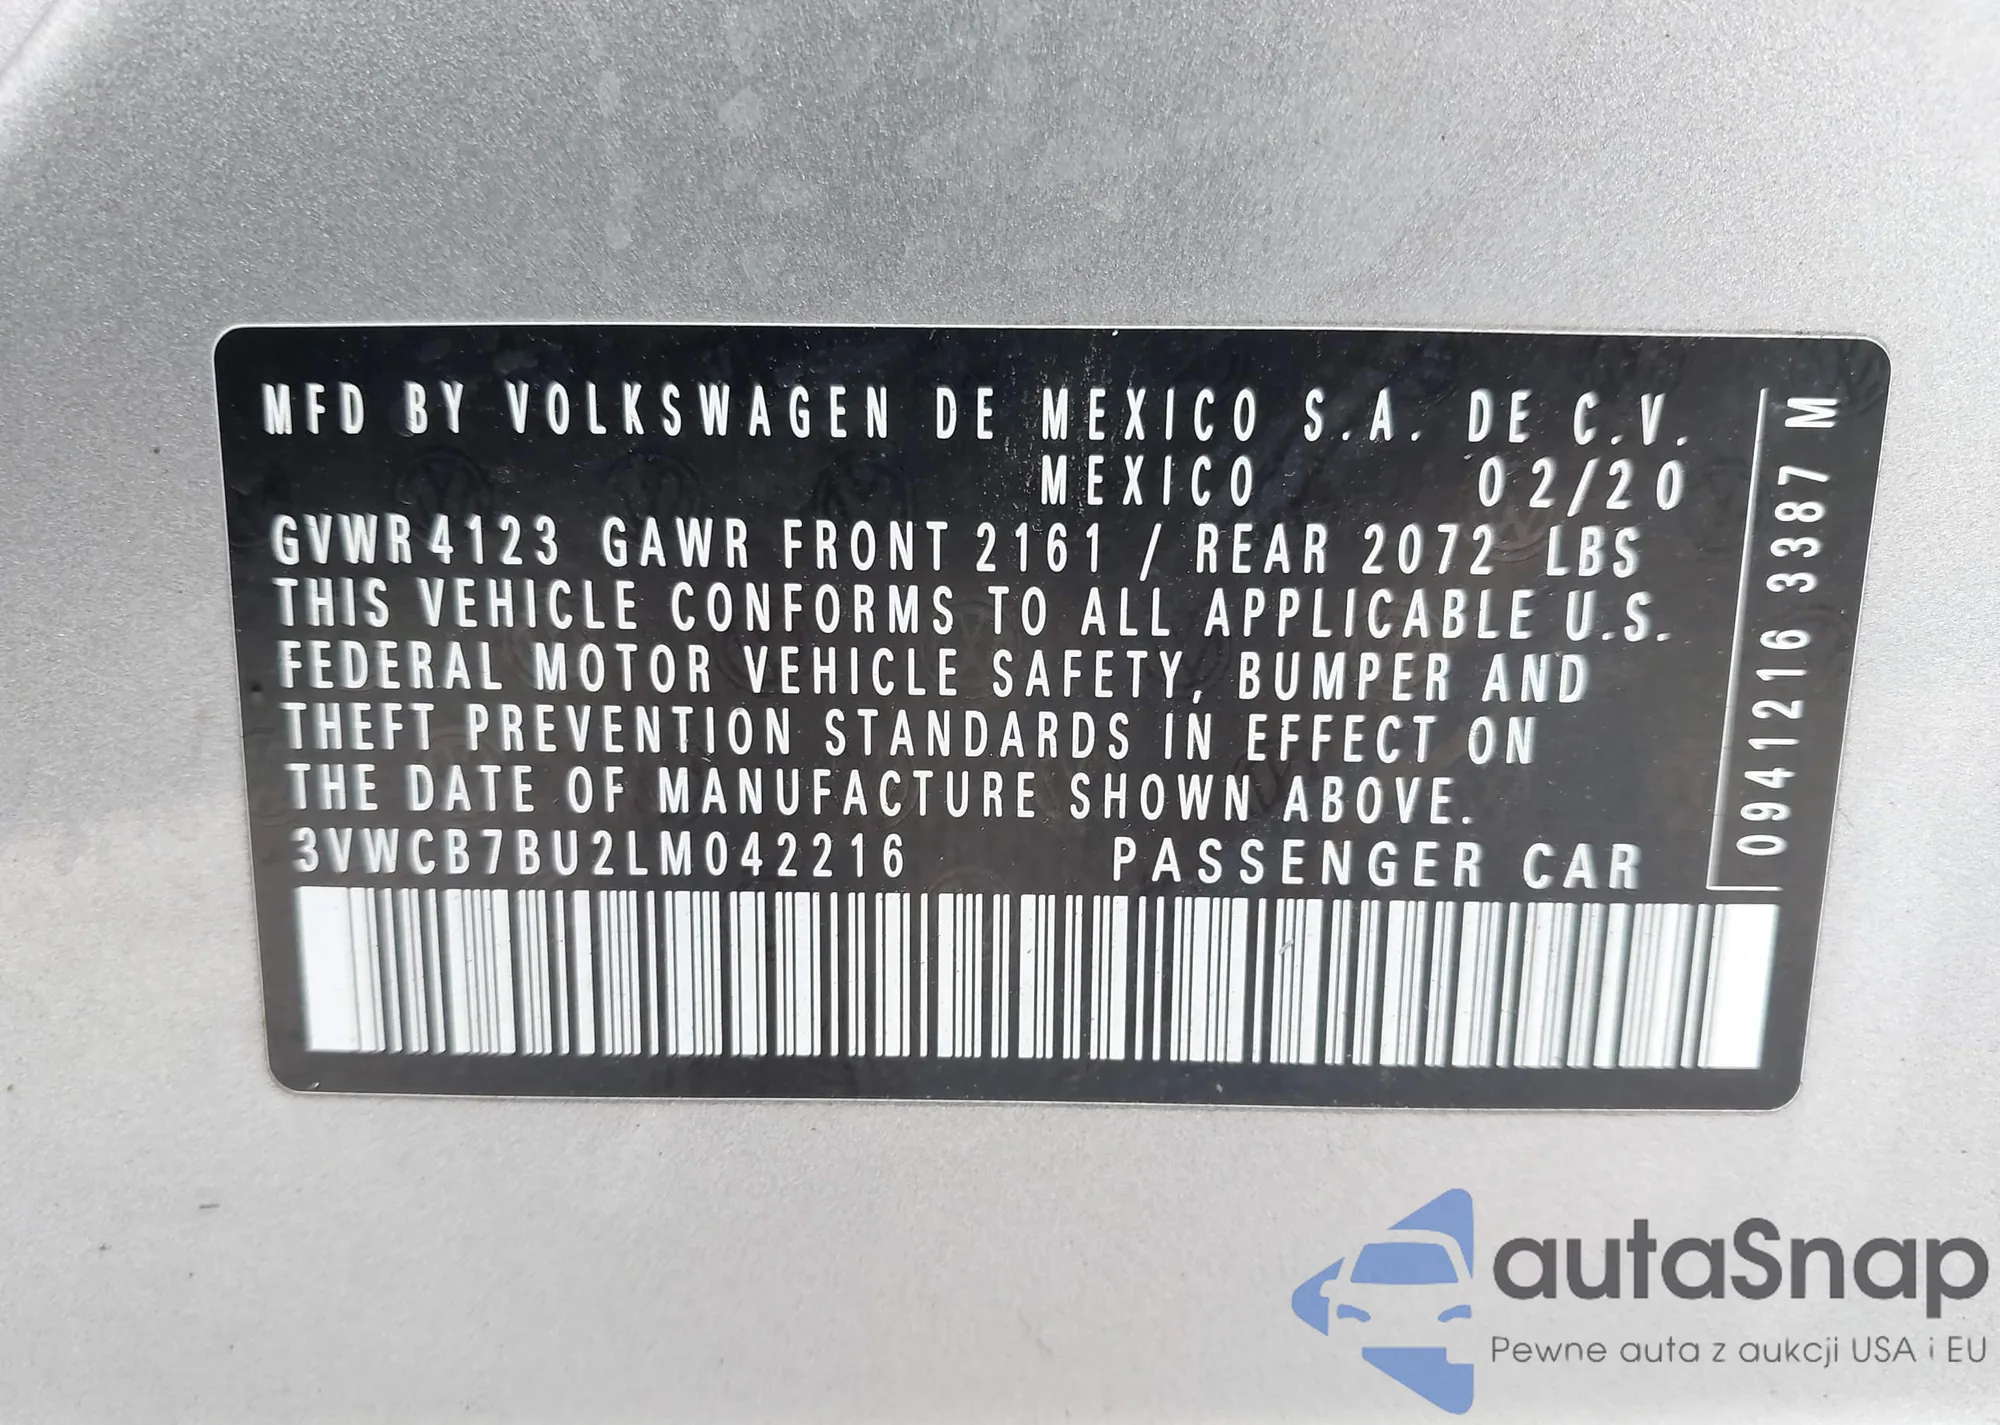 MFD BY VOLKSWAGEN DE MEXICO S.A. DE C.V.
MEXICO 02/20
GVWR 4123 GAWR FRONT 2161 / REAR 2072 LBS
THIS VEHICLE CONFORMS TO ALL APPLICABLE U.S.
FEDERAL MOTOR VEHICLE SAFETY, BUMPER AND
THEFT PREVENTION STANDARDS IN EFFECT ON
THE DATE OF MANUFACTURE SHOWN ABOVE.
3VWCB7BU2LM042216 PASSENGER CAR
0941216 3387 M
autaSnap
Pewne auta z aukcji USA i EU